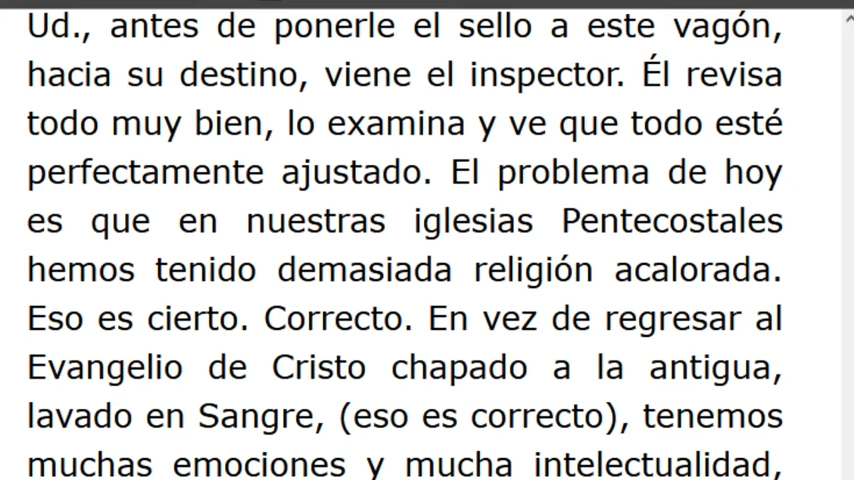 Ud., antes de ponerle el sello a este vagón,
hacia su destino, viene el inspector. Él revisa
todo muy bien, lo examina y ve que todo esté
perfectamente ajustado. El problema de hoy
es que en nuestras iglesias Pentecostales
hemos tenido demasiada religión acalorada.
Eso es cierto. Correcto. En vez de regresar al
Evangelio de Cristo chapado a la antigua,
lavado en Sangre, (eso es correcto), tenemos
muchas emociones y mucha intelectualidad,